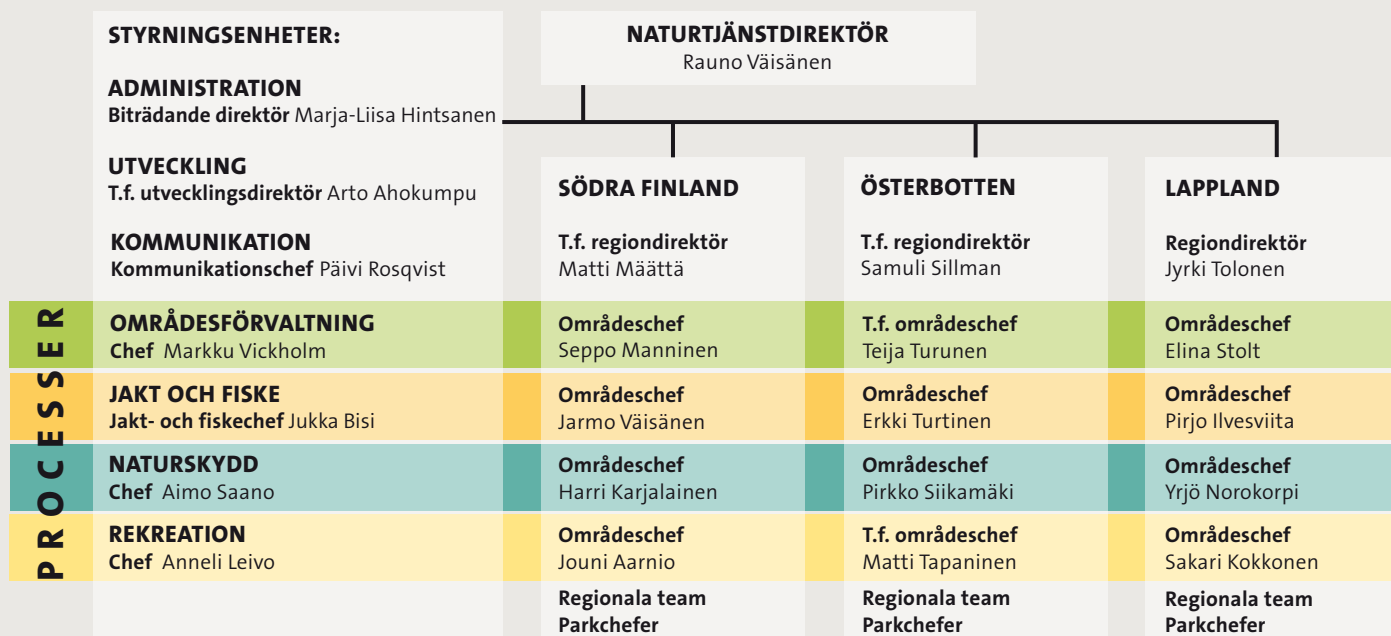 STYRNINGSENHETER:
ADMINISTRATION
Biträdande direktör Marja-Liisa Hintsanen
UTVECKLING
T.f. utvecklingsdirektör Arto Ahokumpu
KOMMUNIKATION
Kommunikationschef Päivi Rosqvist
NATURTJÄNSTDIREKTÖR
Rauno Väisänen
SÖDRA FINLAND
T.f. regiondirektör
Matti Määttä
ÖSTERBOTTEN
T.f. regiondirektör
Samuli Sillman
LAPPLAND
Regiondirektör
Jyrki Tolonen
PROCESSER
OMRÅDESFÖRVALTNING
Chef Markku Vickholm
Områdeschef
Seppo Manninen
T.f. områdeschef
Teija Turunen
Områdeschef
Elina Stolt
JAKT OCH FISKE
Jakt- och fiskechef Jukka Bisi
Områdeschef
Jarmo Väisänen
Områdeschef
Erkki Turtinen
Områdeschef
Pirjo Ilvesviita
NATURSKYDD
Chef Aimo Saano
Områdeschef
Harri Karjalainen
Områdeschef
Pirkko Siikamäki
Områdeschef
Yrjö Norokorpi
REKREATION
Chef Anneli Leivo
Områdeschef
Jouni Aarnio
T.f. områdeschef
Matti Tapaninen
Områdeschef
Sakari Kokkonen
Regionala team
Parkchefer
Regionala team
Parkchefer
Regionala team
Parkchefer